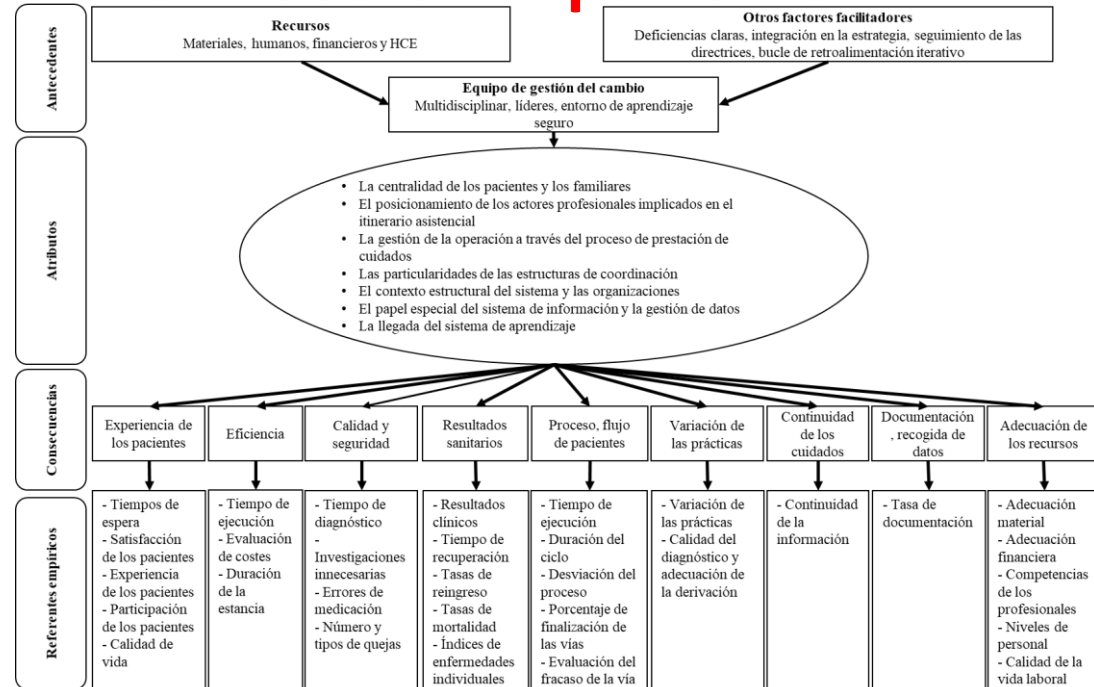 Antecedentes
Recursos
Materiales, humanos, financieros y HCE
Otros factores facilitadores
Deficiencias claras, integración en la estrategia, seguimiento de las
directrices, bucle de retroalimentación iterativo
Equipo de gestión del cambio
Multidisciplinar, líderes, entorno de aprendizaje
seguro
Atributos
• La centralidad de los pacientes y los familiares
• El posicionamiento de los actores profesionales implicados en el
itinerario asistencial
• La gestión de la operación a través del proceso de prestación de
cuidados
• Las particularidades de las estructuras de coordinación
• El contexto estructural del sistema y las organizaciones
• El papel especial del sistema de información y la gestión de datos
• La llegada del sistema de aprendizaje
Consecuencias
Experiencia de
los pacientes
Eficiencia
Calidad y
seguridad
Resultados
sanitarios
Proceso, flujo
de pacientes
Variación de
las prácticas
Continuidad
de los
cuidados
Documentación
, recogida de
datos
Adecuación de
los recursos
Referentes empíricos
- Tiempos de
espera
- Satisfacción
de los pacientes
- Experiencia
de los pacientes
- Participación
de los pacientes
- Calidad de
vida
- Tiempo de
ejecución
- Evaluación
de costes
- Duración
de la
estancia
- Tiempo de
diagnóstico
-
Investigaciones
innecesarias
- Errores de
medicación
- Número y
tipos de quejas
- Resultados
clínicos
- Tiempo de
recuperación
- Tasas de
reingreso
- Tasas de
mortalidad
- Índices de
enfermedades
individuales
- Tiempo de
ejecución
- Duración del
ciclo
- Desviación del
proceso
- Porcentaje de
finalización de
las vías
- Evaluación del
fracaso de la vía
- Variación de
las prácticas
- Calidad del
diagnóstico y
adecuación de
la derivación
- Continuidad
de la
información
- Tasa de
documentación
- Adecuación
material
- Adecuación
financiera
- Competencias
de los
profesionales
- Niveles de
personal
- Calidad de la
vida laboral